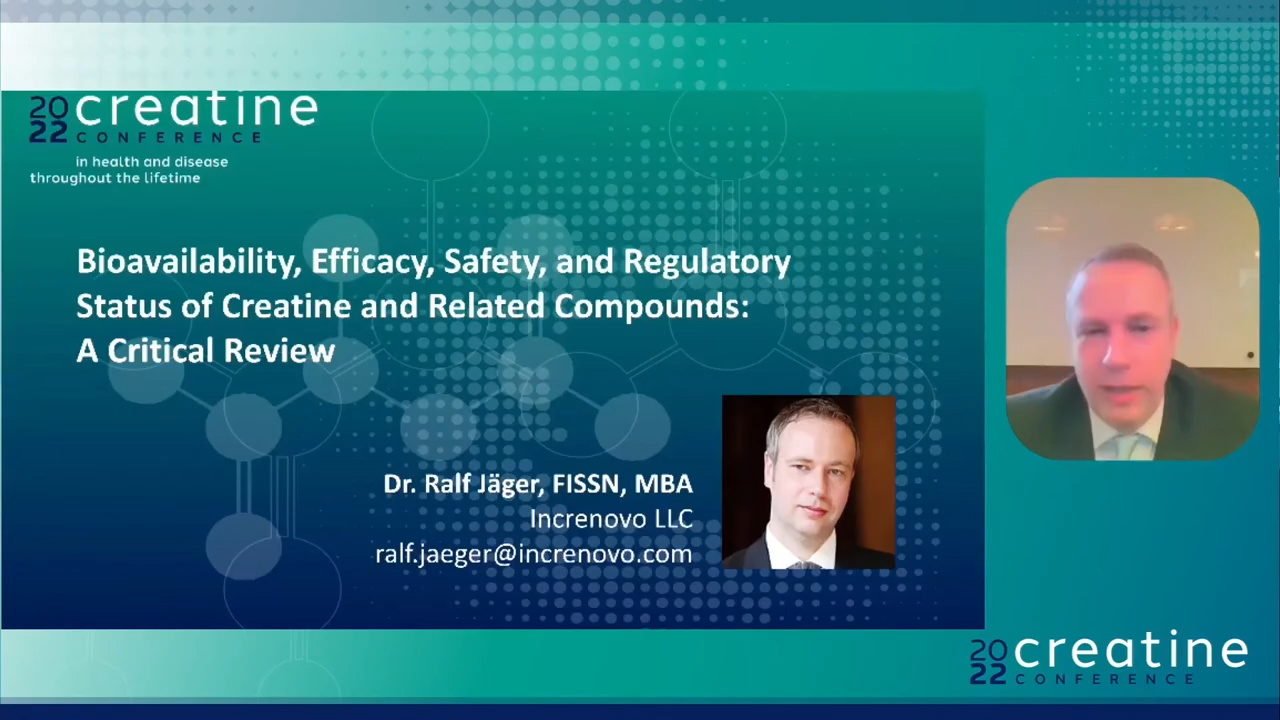 2022 creatine
CONFERENCE
in health and disease
throughout the lifetime
Bioavailability, Efficacy, Safety, and Regulatory
Status of Creatine and Related Compounds:
A Critical Review
Dr. Ralf Jäger, FISSN, MBA
Increnovo LLC
ralf.jaeger@increnovo.com
2022 creatine
CONFERENCE